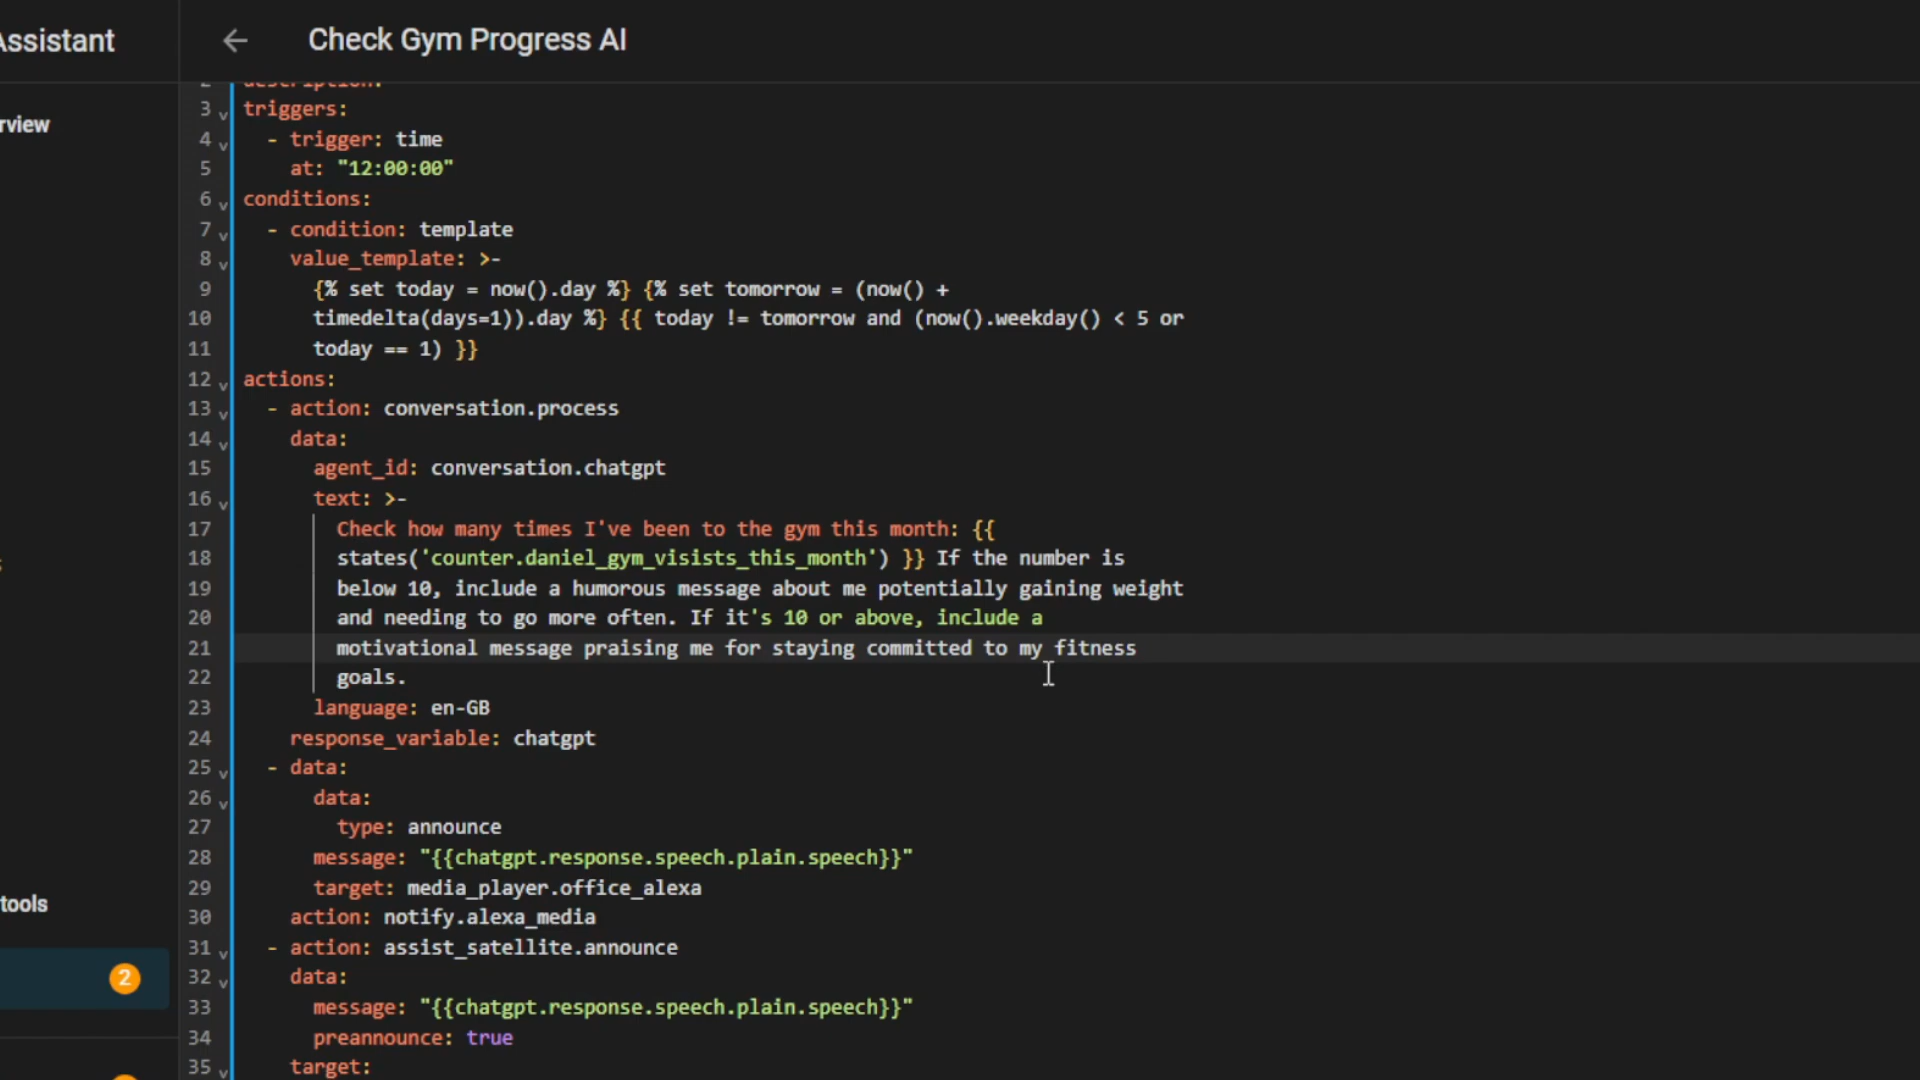 Assistant
Check Gym Progress AI
rview
2 description:
3 triggers:
4 - trigger: time
5 at: "12:00:00"
6 conditions:
7 - condition: template
8 value_template: >-
9 {% set today = now().day %} {% set tomorrow = (now() +
10 timedelta(days=1)).day %} {{ today != tomorrow and (now().weekday() < 5 or
11 today == 1) }}
12 actions:
13 - action: conversation.process
14 data:
15 agent_id: conversation.chatgpt
16 text: >-
17 Check how many times I've been to the gym this month: {{
18 states('counter.daniel_gym_visists_this_month') }} If the number is
19 below 10, include a humorous message about me potentially gaining weight
20 and needing to go more often. If it's 10 or above, include a
21 motivational message praising me for staying committed to my fitness
22 goals.
23 language: en-GB
24 response_variable: chatgpt
25 - data:
26 data:
27 type: announce
28 message: "{{chatgpt.response.speech.plain.speech}}"
29 target: media_player.office_alexa
tools
30 action: notify.alexa_media
31 - action: assist_satellite.announce
2
32 data:
33 message: "{{chatgpt.response.speech.plain.speech}}"
34 preannounce: true
35 target: